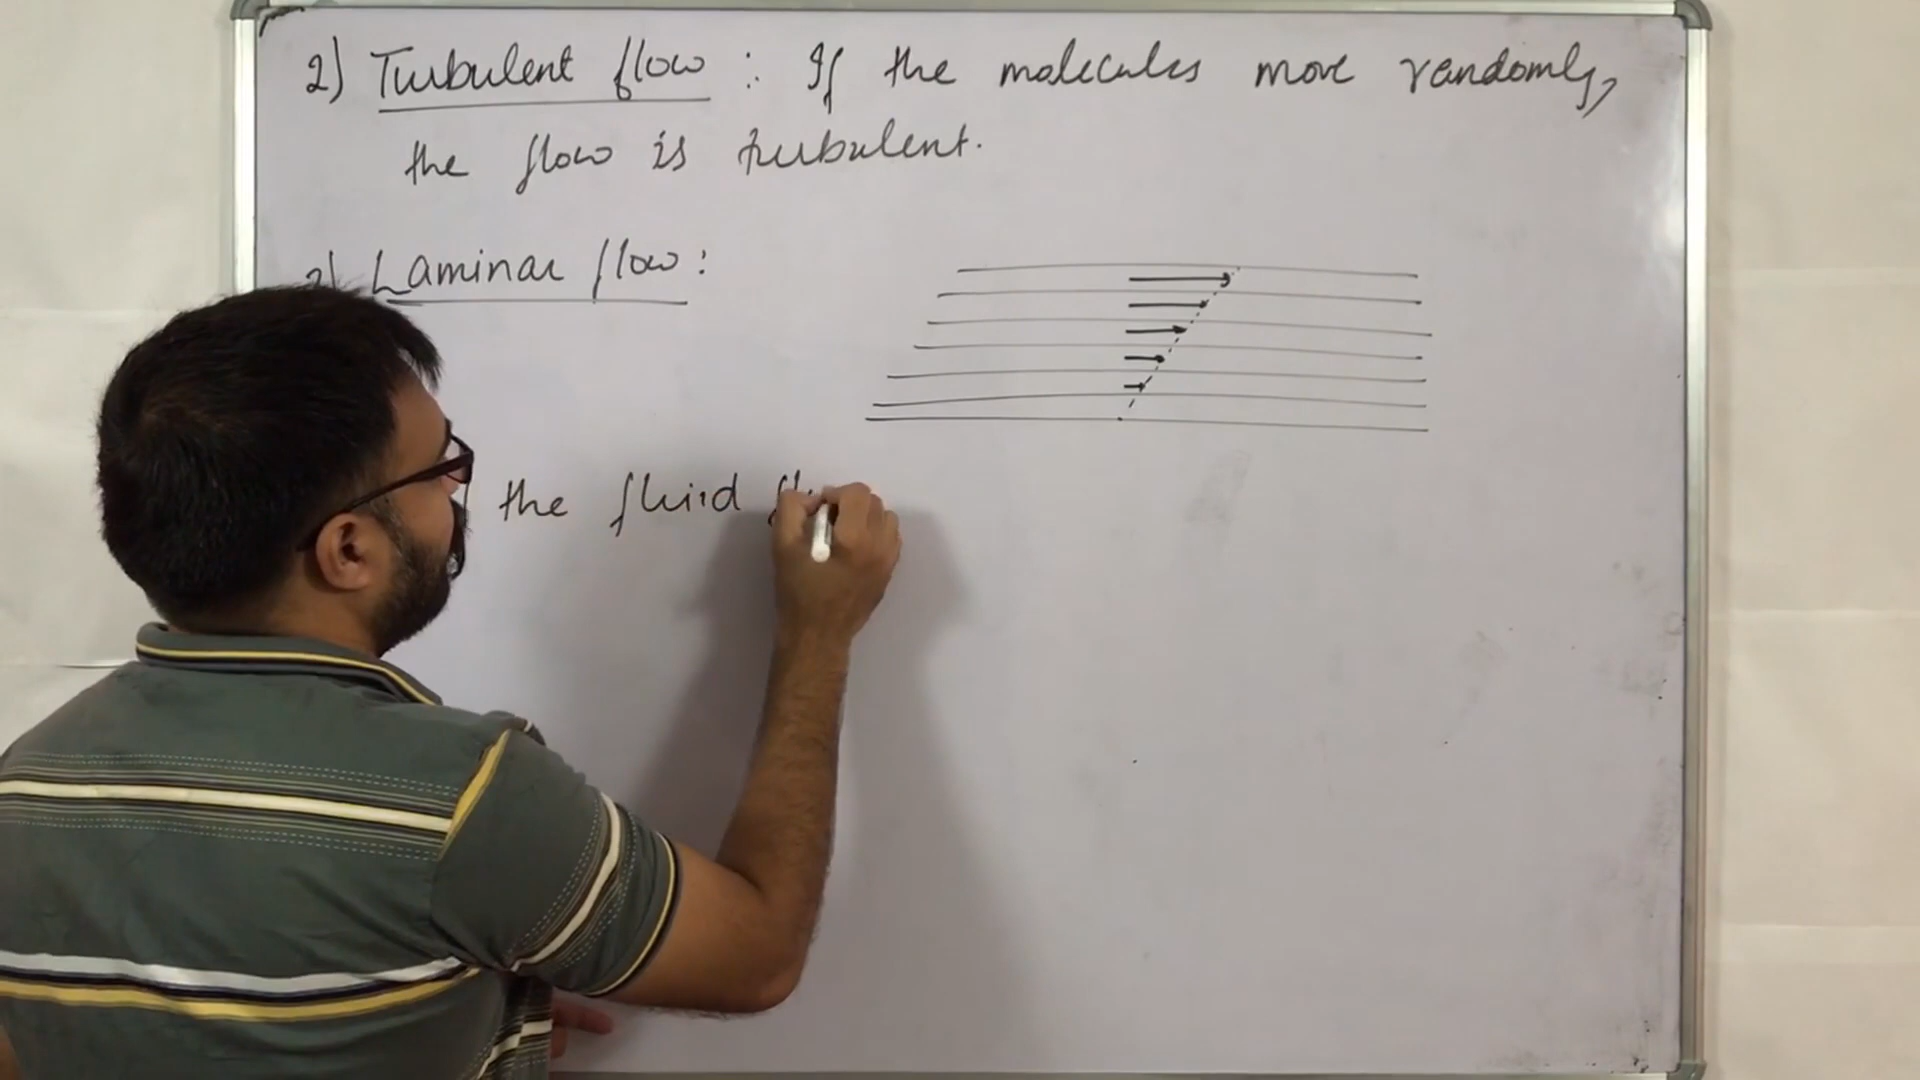 2) Turbulent flow : If the molecules move randomly,
the flow is turbulent.
Laminar flow :
the fluid